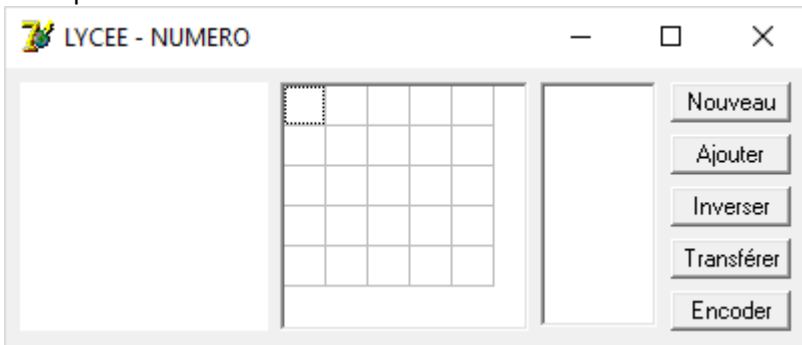 LYCEE - NUMERO
Nouveau
Ajouter
Inverser
Transférer
Encoder